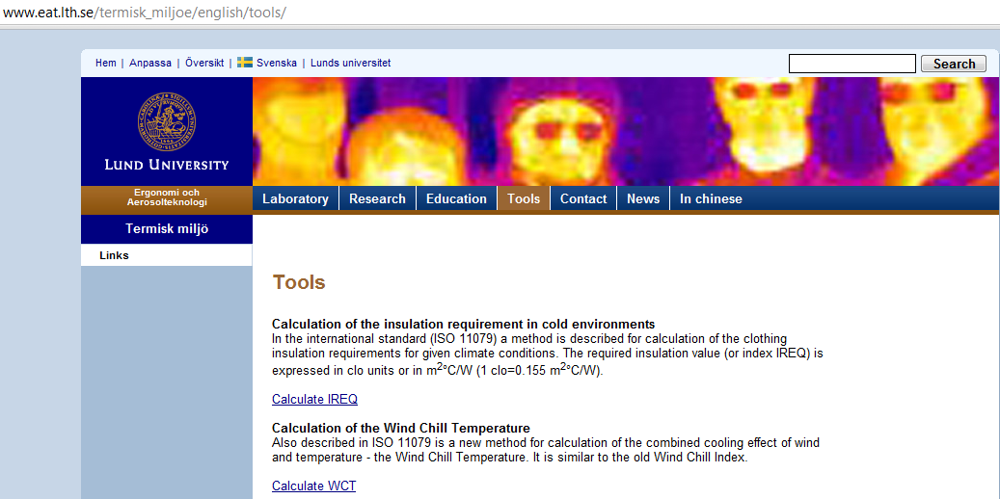 www.eat.lth.se/termisk_miljoe/english/tools/
Hem | Anpassa | Översikt | Svenska | Lunds universitet
Search
LUND UNIVERSITY
Ergonomi och
Aerosolteknologi
Laboratory Research Education Tools Contact News In chinese
Termisk miljö
Links
Tools
Calculation of the insulation requirement in cold environments
In the international standard (ISO 11079) a method is described for calculation of the clothing
insulation requirements for given climate conditions. The required insulation value (or index IREQ) is
expressed in clo units or in m²°C/W (1 clo=0.155 m²°C/W).
Calculate IREQ
Calculation of the Wind Chill Temperature
Also described in ISO 11079 is a new method for calculation of the combined cooling effect of wind
and temperature - the Wind Chill Temperature. It is similar to the old Wind Chill Index.
Calculate WCT